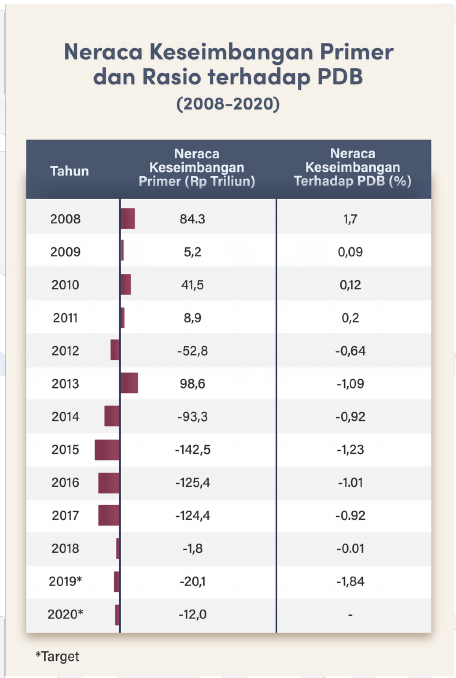 Neraca Keseimbangan Primer
dan Rasio terhadap PDB
(2008-2020)
Tahun Neraca Keseimbangan Primer (Rp Triliun) Neraca Keseimbangan Terhadap PDB (%)
2008 84.3 1,7
2009 5,2 0,09
2010 41,5 0,12
2011 8,9 0,2
2012 -52,8 -0,64
2013 98,6 -1,09
2014 -93,3 -0,92
2015 -142,5 -1,23
2016 -125,4 -1.01
2017 -124,4 -0.92
2018 -1,8 -0.01
2019* -20,1 -1,84
2020* -12,0 -
*Target